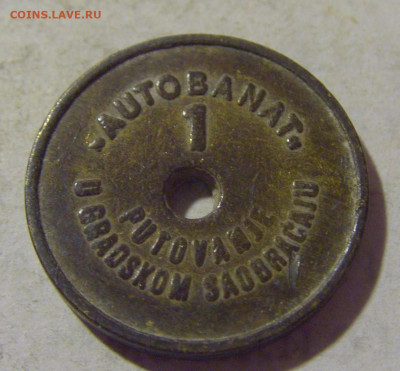 COINS.LAVE.RU
"AUTOBANAT"
1
PUTOVANJE
U GRADSKOM SAOBRAĆAJU